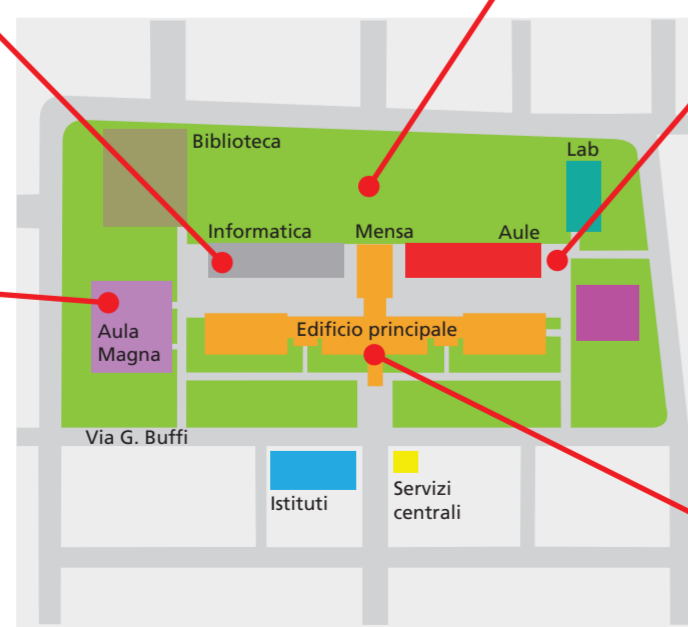 Biblioteca
Lab
Informatica
Mensa
Aule
Edificio principale
Aula
Magna
Via G. Buffi
Istituti
Servizi
centrali